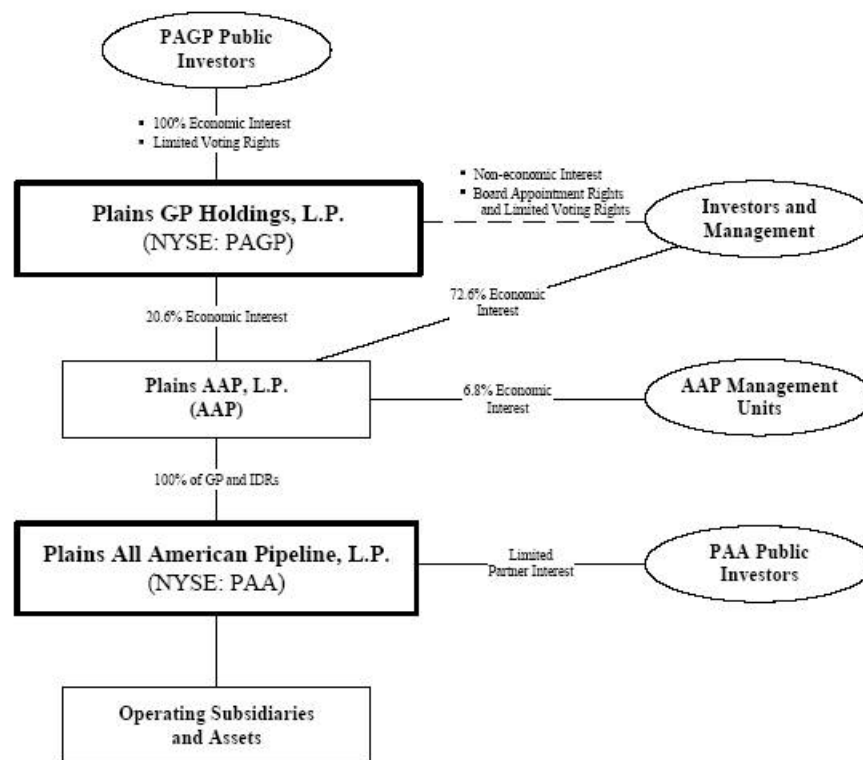 PAGP Public
Investors
▪ 100% Economic Interest
▪ Limited Voting Rights
▪ Non-economic Interest
▪ Board Appointment Rights
and Limited Voting Rights
Plains GP Holdings, L.P.
(NYSE: PAGP)
Investors and
Management
72.6% Economic
Interest
20.6% Economic Interest
Plains AAP, L.P.
(AAP)
6.8% Economic
Interest
AAP Management
Units
100% of GP and IDRs
Plains All American Pipeline, L.P.
(NYSE: PAA)
Limited
Partner Interest
PAA Public
Investors
Operating Subsidiaries
and Assets